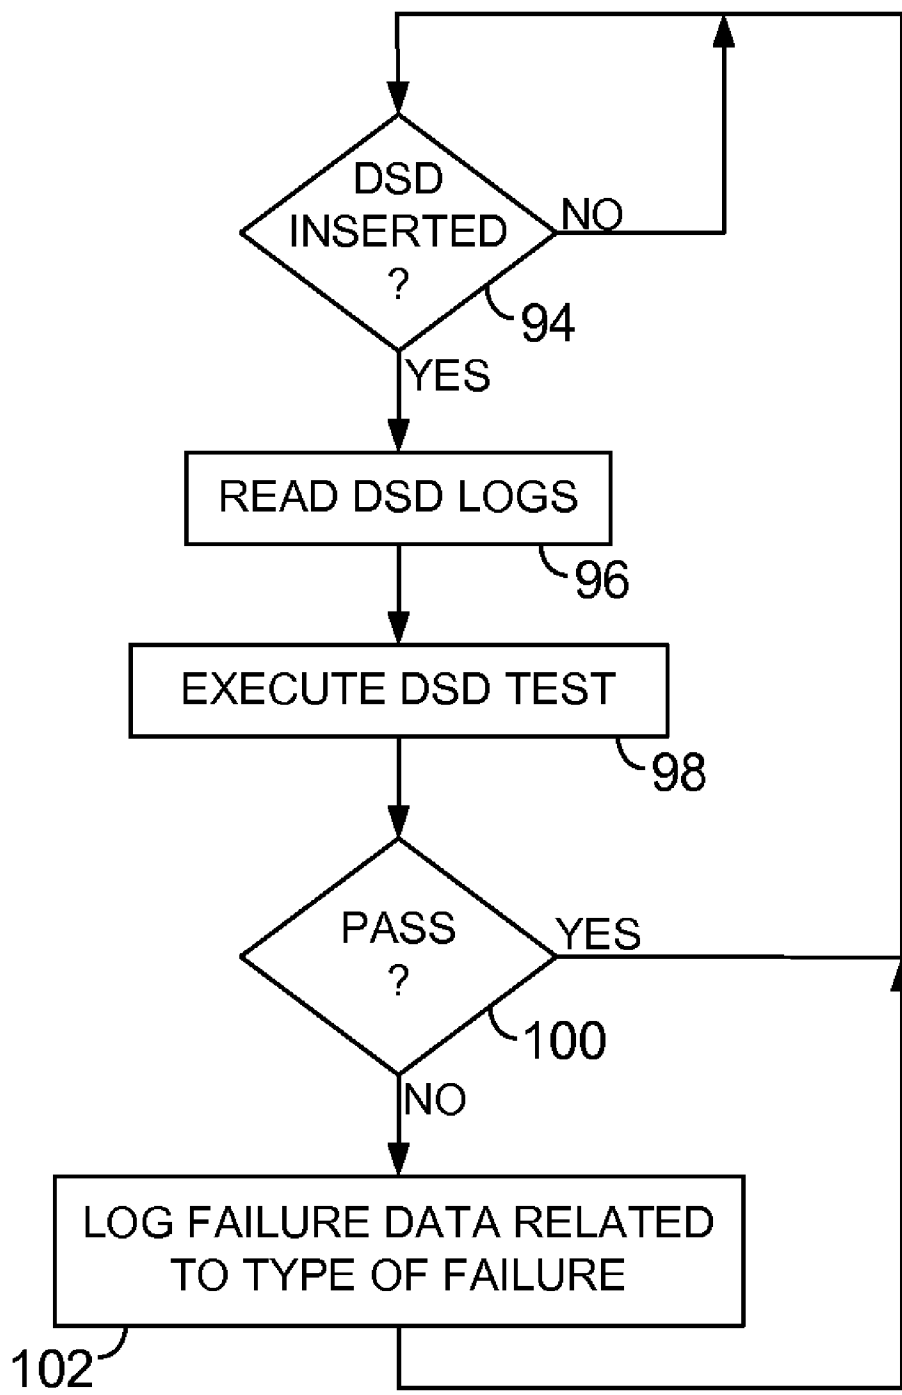 DSD
INSERTED
?
NO
94
YES
READ DSD LOGS
96
EXECUTE DSD TEST
98
PASS
?
YES
100
NO
LOG FAILURE DATA RELATED
TO TYPE OF FAILURE
102